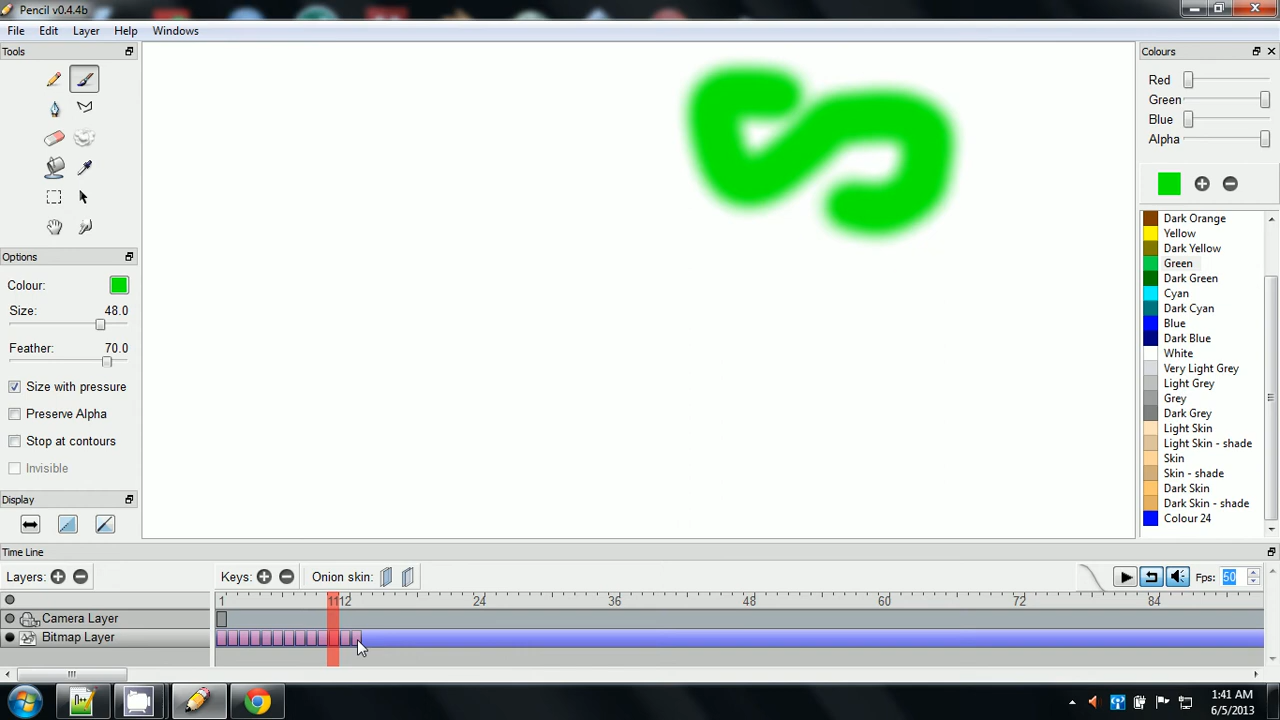 Pencil v0.4.4b
File Edit Layer Help Windows
Tools
Options
Colour:
Size: 48.0
Feather: 70.0
Size with pressure
Preserve Alpha
Stop at contours
Invisible
Display
Colours
Red
Green
Blue
Alpha
Dark Orange
Yellow
Dark Yellow
Green
Dark Green
Cyan
Dark Cyan
Blue
Dark Blue
White
Very Light Grey
Light Grey
Grey
Dark Grey
Light Skin
Light Skin - shade
Skin
Skin - shade
Dark Skin
Dark Skin - shade
Colour 24
Time Line
Layers: Keys: Onion skin: Fps: 50
1 11 12 24 36 48 60 72 84
Camera Layer
Bitmap Layer
1:41 AM
6/5/2013